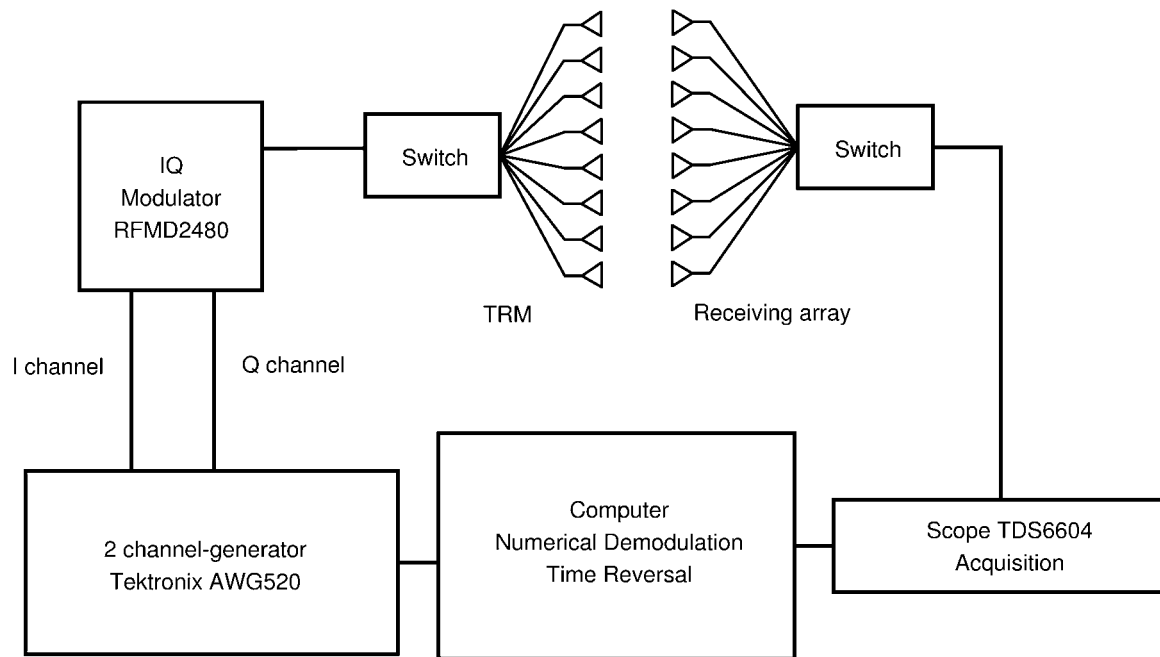 IQ
Modulator
RFMD2480
Switch
Switch
TRM
Receiving array
I channel
Q channel
2 channel-generator
Tektronix AWG520
Computer
Numerical Demodulation
Time Reversal
Scope TDS6604
Acquisition